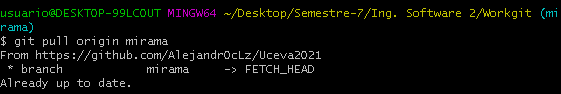 usuario@DESKTOP-99LCOUT MINGW64 ~/Desktop/Semestre-7/Ing. Software 2/Workgit (mi
rama)
$ git pull origin mirama
From https://github.com/Alejandr0cLz/Uceva2021
 * branch            mirama     -> FETCH_HEAD
Already up to date.